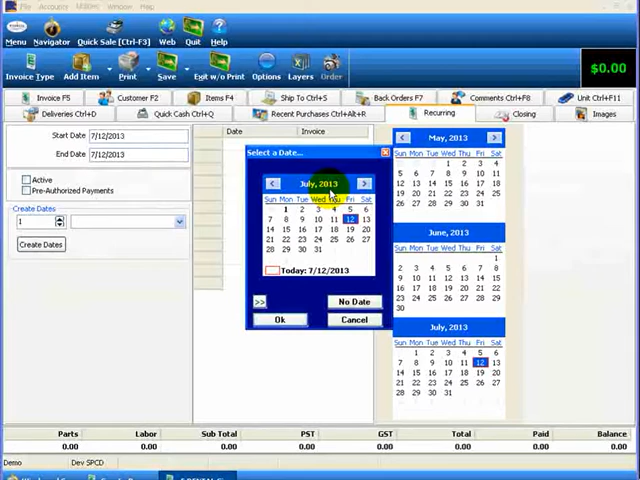 File Accounts Utilities Window Help
Menu Navigator Quick Sale [Ctrl-F3] Web Quit Help
Invoice Type Add Item Print Save Exit w/o Print Options Layers Order
$0.00
Invoice F5 Customer F2 Items F4 Ship To Ctrl+S Back Orders F7 Comments Ctrl+F8 Unit Ctrl+F11
Deliveries Ctrl+D Quick Cash Ctrl+Q Recent Purchases Ctrl+Alt+R Recurring Closing Images
Start Date 7/12/2013
End Date 7/12/2013
Active
Pre-Authorized Payments
Create Dates
1
Create Dates
Date Invoice
Select a Date...
July, 2013
Sun Mon Tue Wed Thu Fri Sat
1 2 3 4 5 6
7 8 9 10 11 12 13
14 15 16 17 18 19 20
21 22 23 24 25 26 27
28 29 30 31
Today: 7/12/2013
>> No Date
Ok Cancel
May, 2013
Sun Mon Tue Wed Thu Fri Sat
1 2 3 4
5 6 7 8 9 10 11
12 13 14 15 16 17 18
19 20 21 22 23 24 25
26 27 28 29 30 31
June, 2013
Sun Mon Tue Wed Thu Fri Sat
1
2 3 4 5 6 7 8
9 10 11 12 13 14 15
16 17 18 19 20 21 22
23 24 25 26 27 28 29
30
July, 2013
Sun Mon Tue Wed Thu Fri Sat
1 2 3 4 5 6
7 8 9 10 11 12 13
14 15 16 17 18 19 20
21 22 23 24 25 26 27
28 29 30 31
Parts Labor Sub Total PST GST Total Paid Balance
0.00 0.00 0.00 0.00 0.00 0.00 0.00 0.00
Demo Dev SPCD